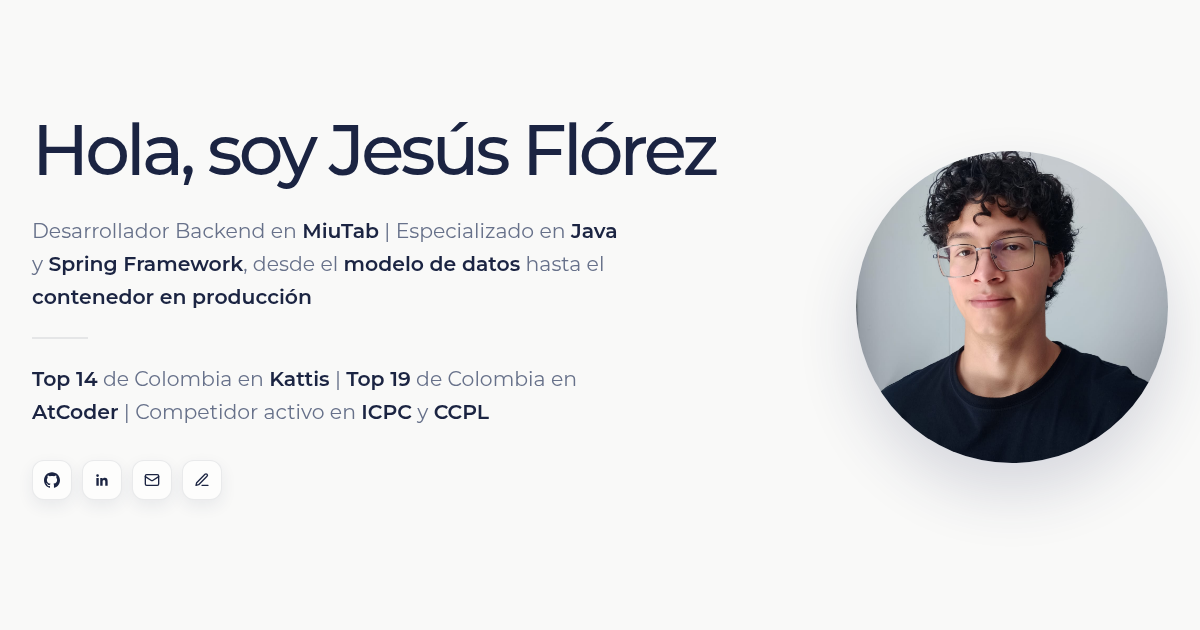 Hola, soy Jesús Flórez
Desarrollador Backend en MiuTab | Especializado en Java
y Spring Framework, desde el modelo de datos hasta el
contenedor en producción
Top 14 de Colombia en Kattis | Top 19 de Colombia en
AtCoder | Competidor activo en ICPC y CCPL
in